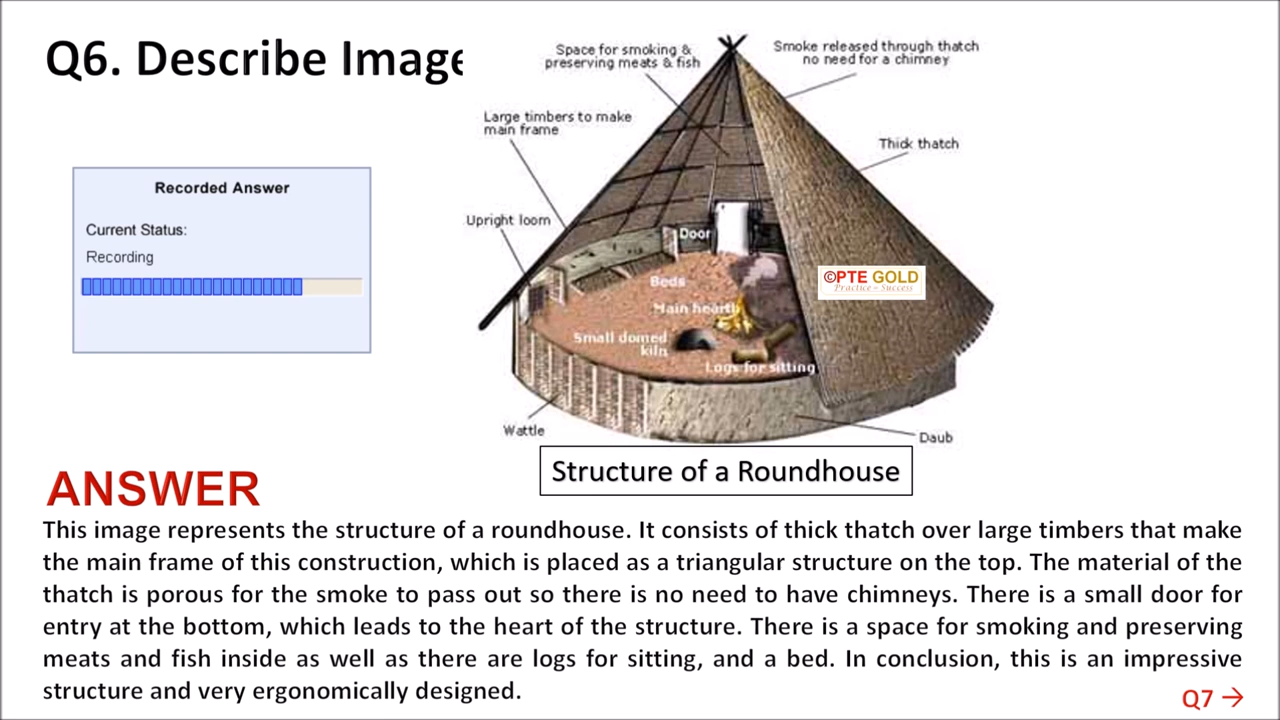 Q6. Describe Image
Space for smoking &
preserving meats & fish
Smoke released through thatch
no need for a chimney
Large timbers to make
main frame
Thick thatch
Recorded Answer
Current Status:
Recording
Upright loom
Door
Beds
Main hearth
Small domed
kiln
Logs for sitting
©PTE GOLD
Practice - Success
Wattle
Daub
Structure of a Roundhouse
ANSWER
This image represents the structure of a roundhouse. It consists of thick thatch over large timbers that make
the main frame of this construction, which is placed as a triangular structure on the top. The material of the
thatch is porous for the smoke to pass out so there is no need to have chimneys. There is a small door for
entry at the bottom, which leads to the heart of the structure. There is a space for smoking and preserving
meats and fish inside as well as there are logs for sitting, and a bed. In conclusion, this is an impressive
structure and very ergonomically designed.
Q7 →